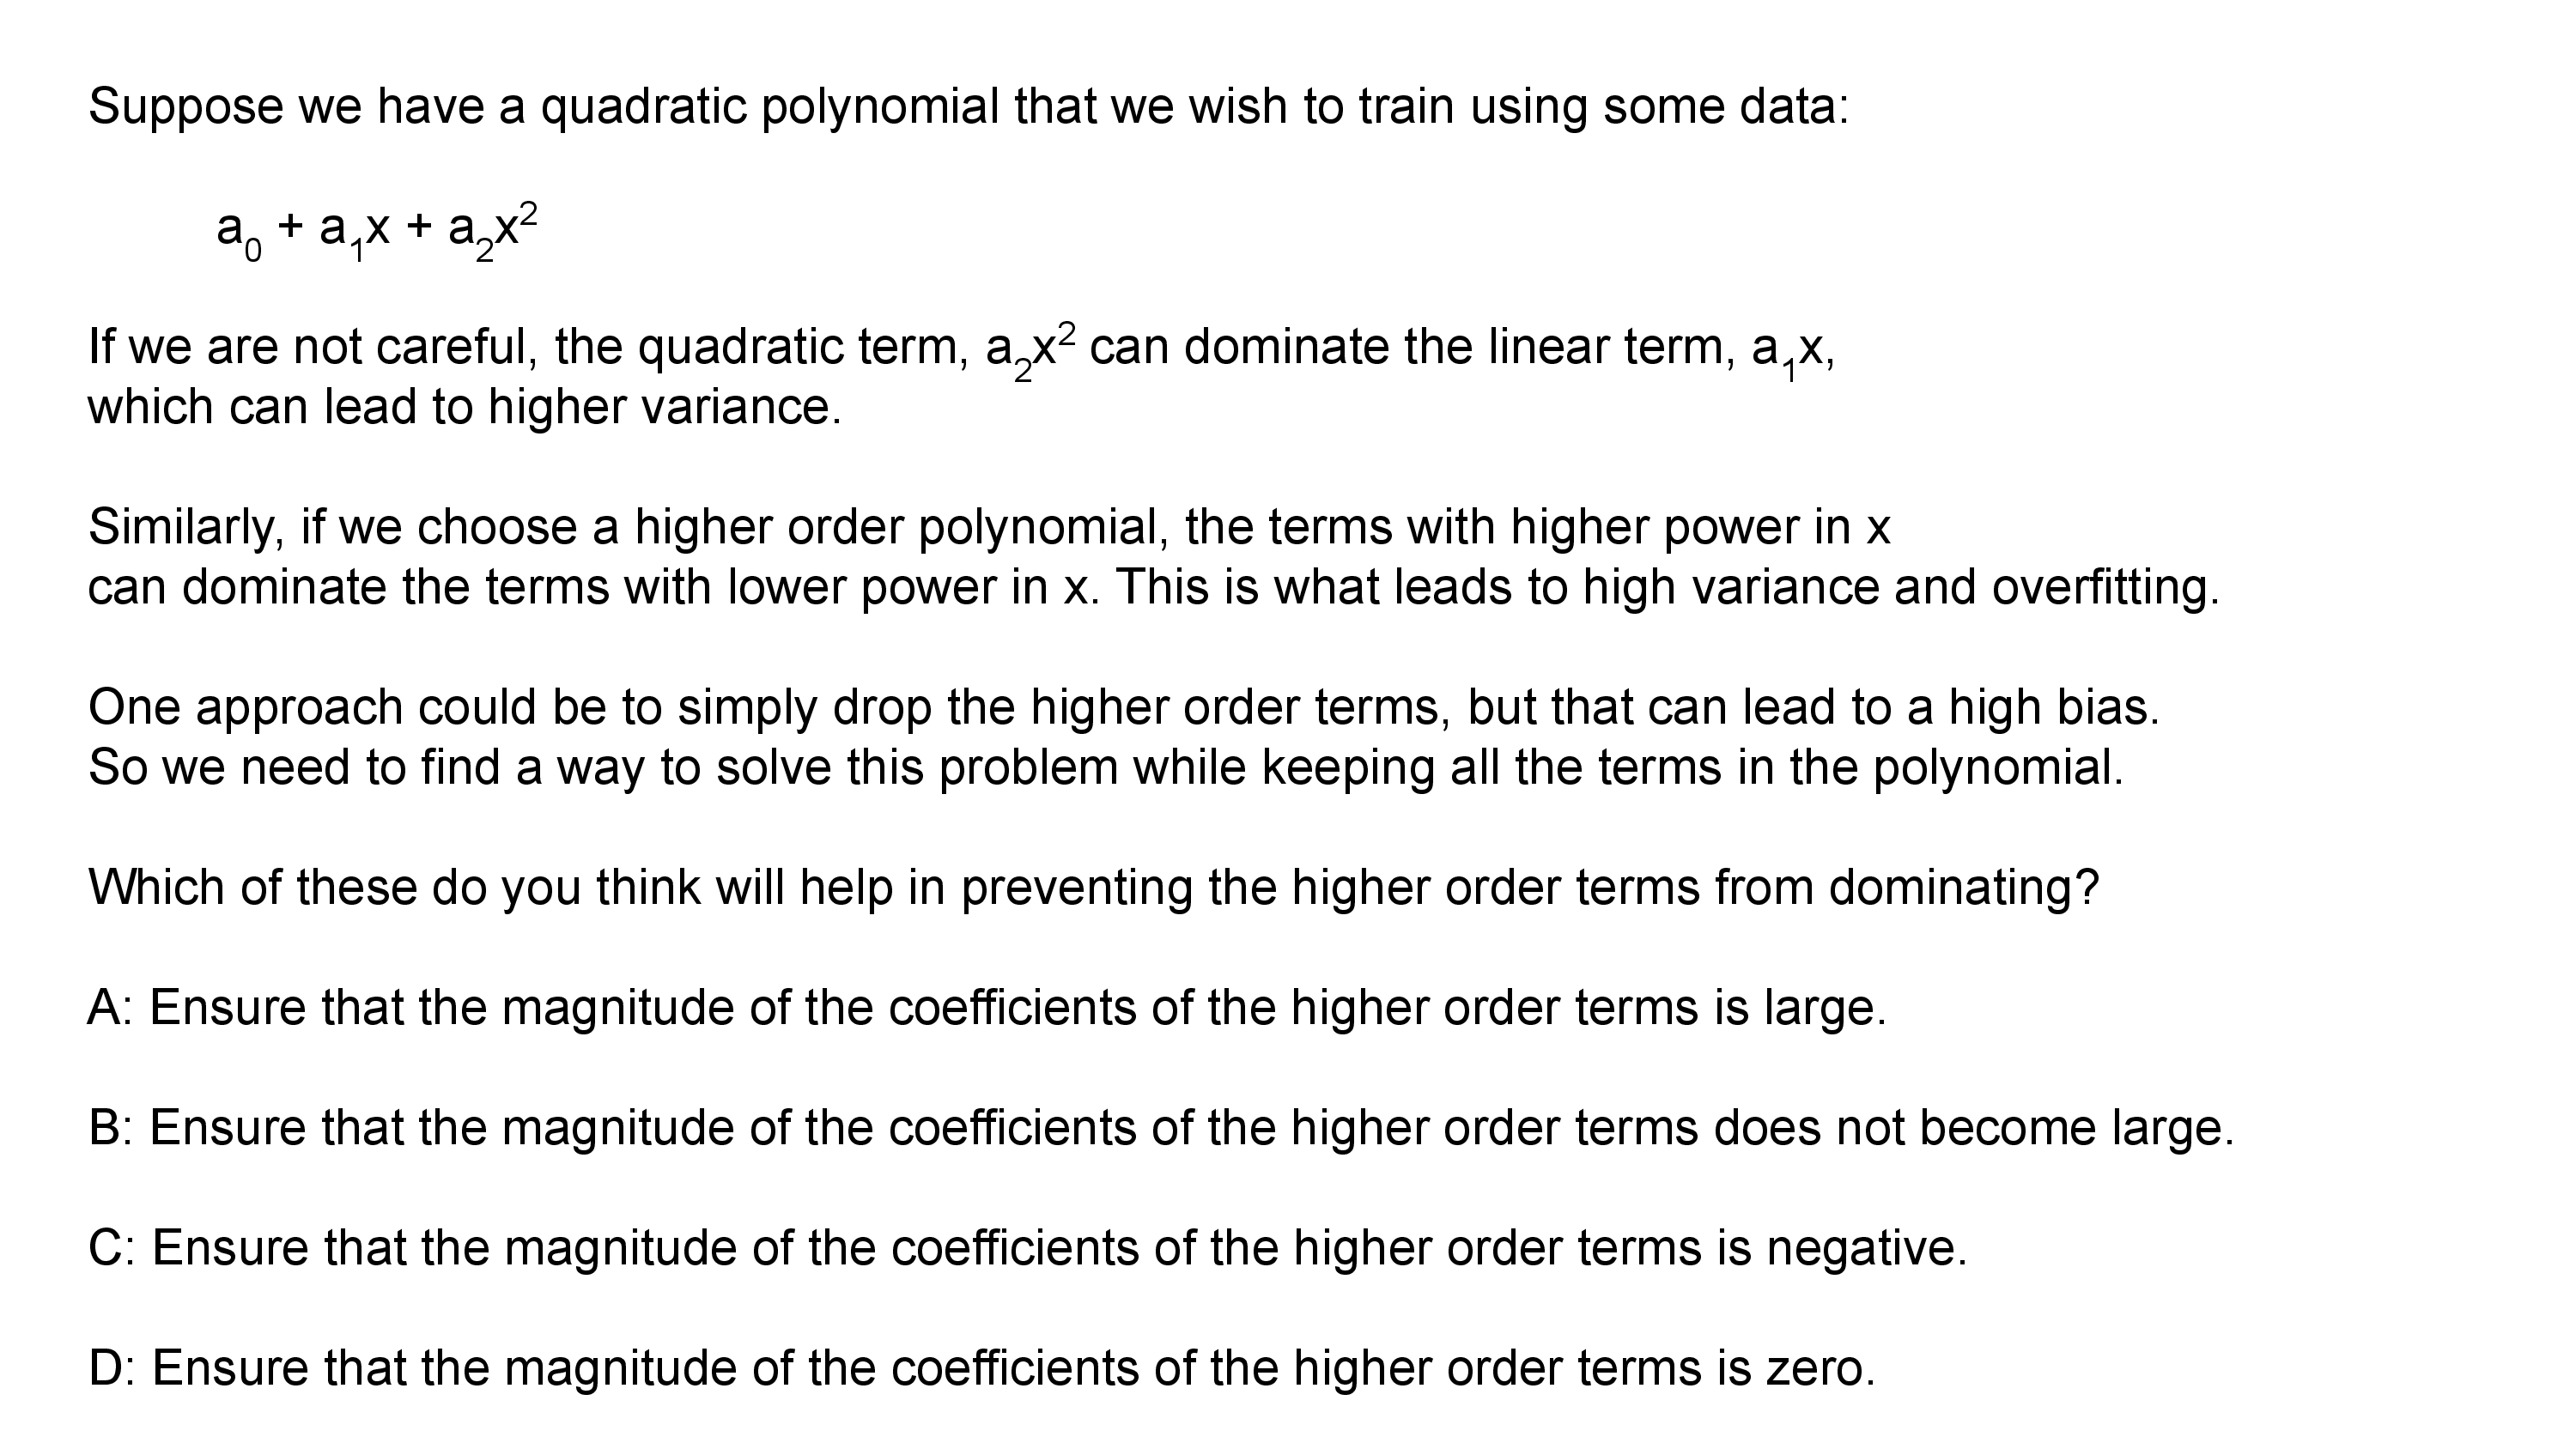 Suppose we have a quadratic polynomial that we wish to train using some data:
a₀ + a₁x + a₂x²
If we are not careful, the quadratic term, a₂x² can dominate the linear term, a₁x,
which can lead to higher variance.
Similarly, if we choose a higher order polynomial, the terms with higher power in x
can dominate the terms with lower power in x. This is what leads to high variance and overfitting.
One approach could be to simply drop the higher order terms, but that can lead to a high bias.
So we need to find a way to solve this problem while keeping all the terms in the polynomial.
Which of these do you think will help in preventing the higher order terms from dominating?
A: Ensure that the magnitude of the coefficients of the higher order terms is large.
B: Ensure that the magnitude of the coefficients of the higher order terms does not become large.
C: Ensure that the magnitude of the coefficients of the higher order terms is negative.
D: Ensure that the magnitude of the coefficients of the higher order terms is zero.